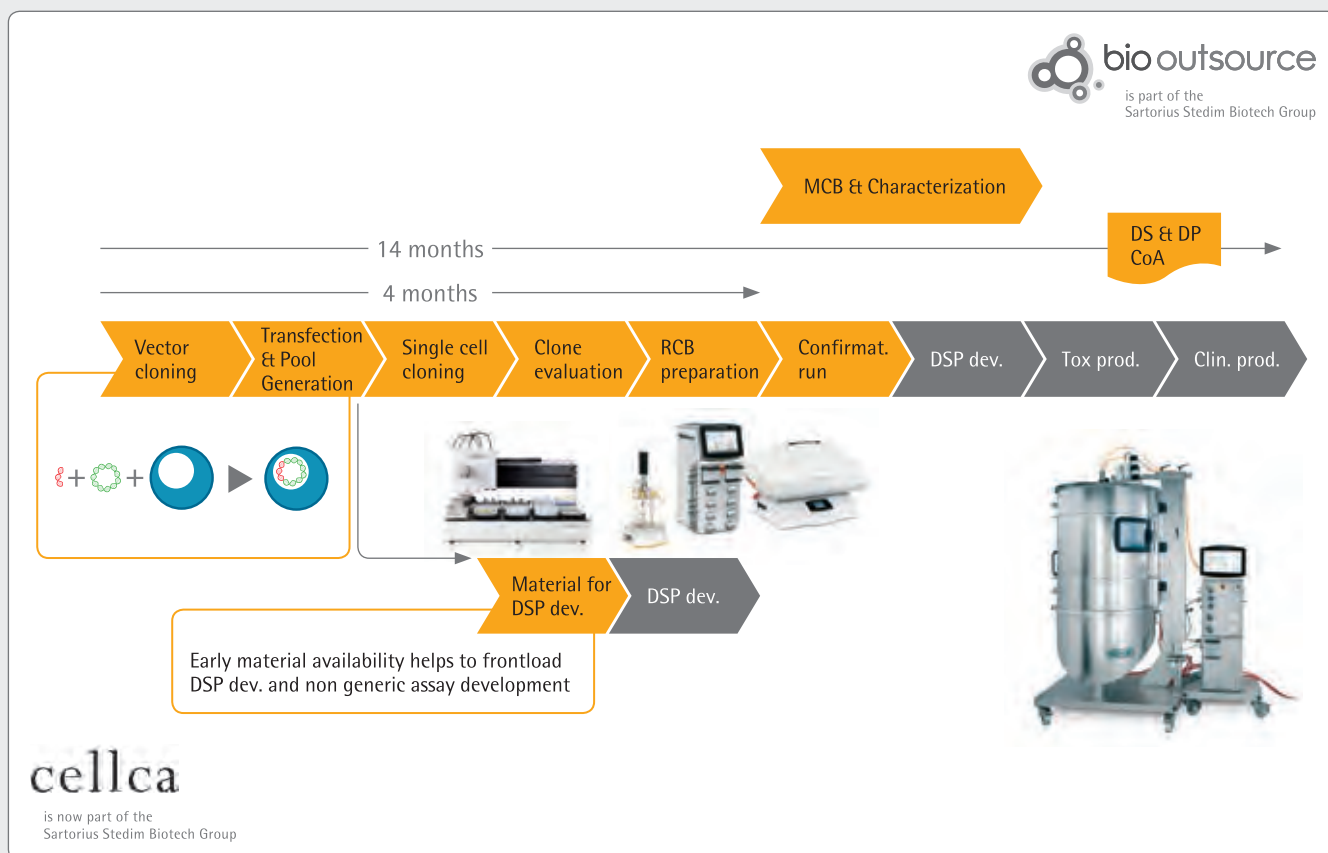 bio outsource
is part of the
Sartorius Stedim Biotech Group
MCB & Characterization
14 months
DS & DP
CoA
4 months
Vector
cloning
Transfection
& Pool
Generation
Single cell
cloning
Clone
evaluation
RCB
preparation
Confirmat.
run
DSP dev.
Tox prod.
Clin. prod.
+
+
Material for
DSP dev.
DSP dev.
Early material availability helps to frontload
DSP dev. and non generic assay development
cellca
is now part of the
Sartorius Stedim Biotech Group